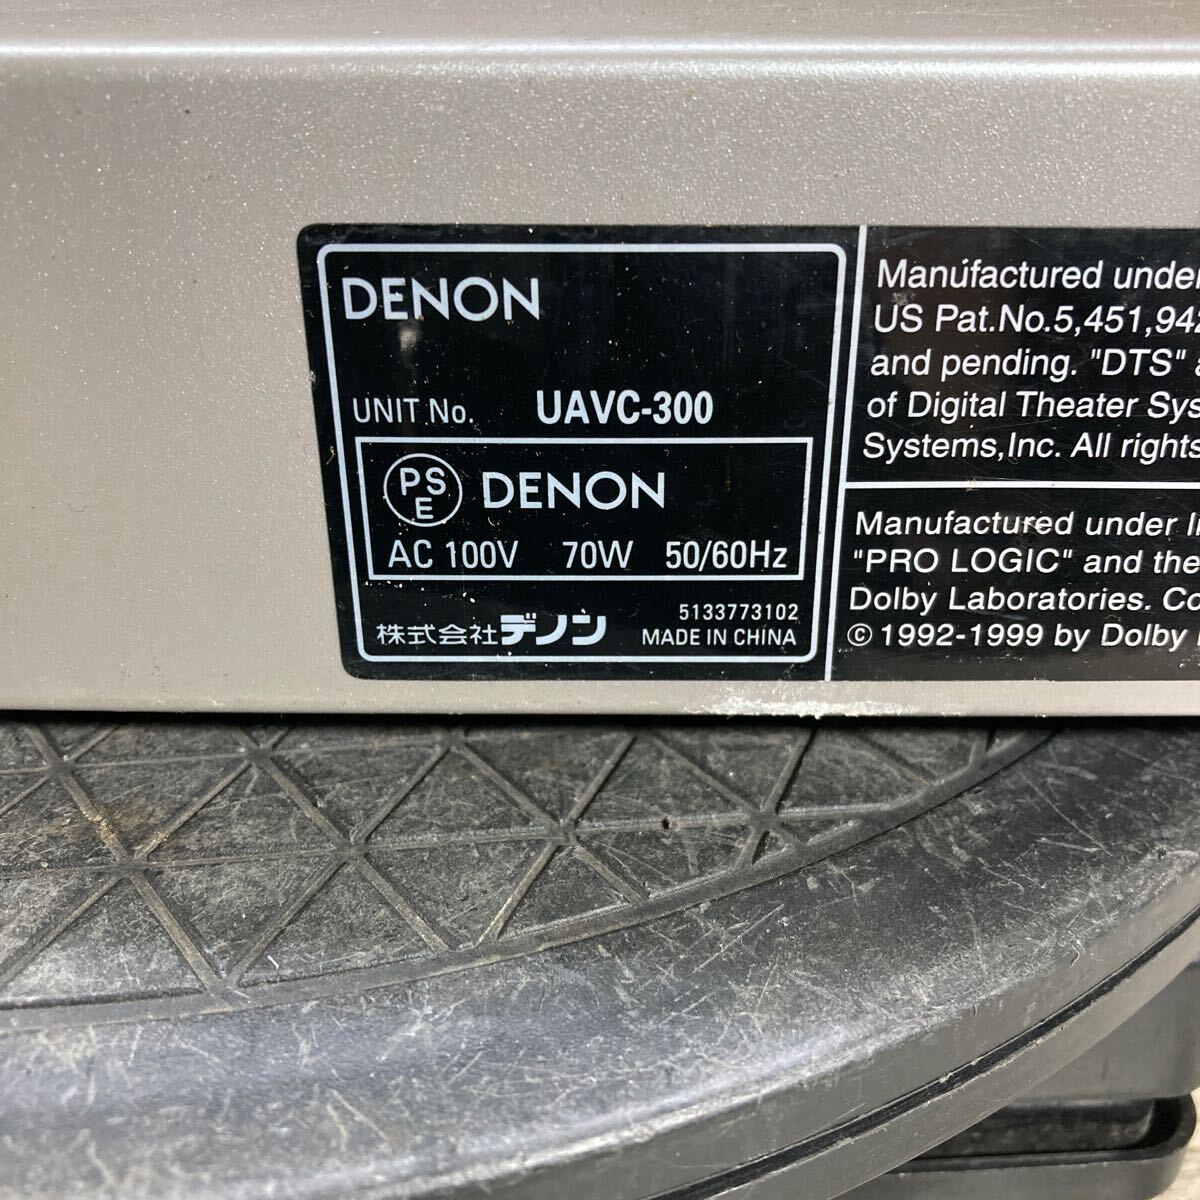 DENON
UNIT No. UAVC-300
PSE DENON
AC 100V 70W 50/60Hz
5133773102
株式会社デノン MADE IN CHINA
Manufactured under
US Pat.No.5,451,942
and pending. "DTS" a
of Digital Theater Sys
Systems,Inc. All rights
Manufactured under l
"PRO LOGIC" and the
Dolby Laboratories. Co
© 1992-1999 by Dolby